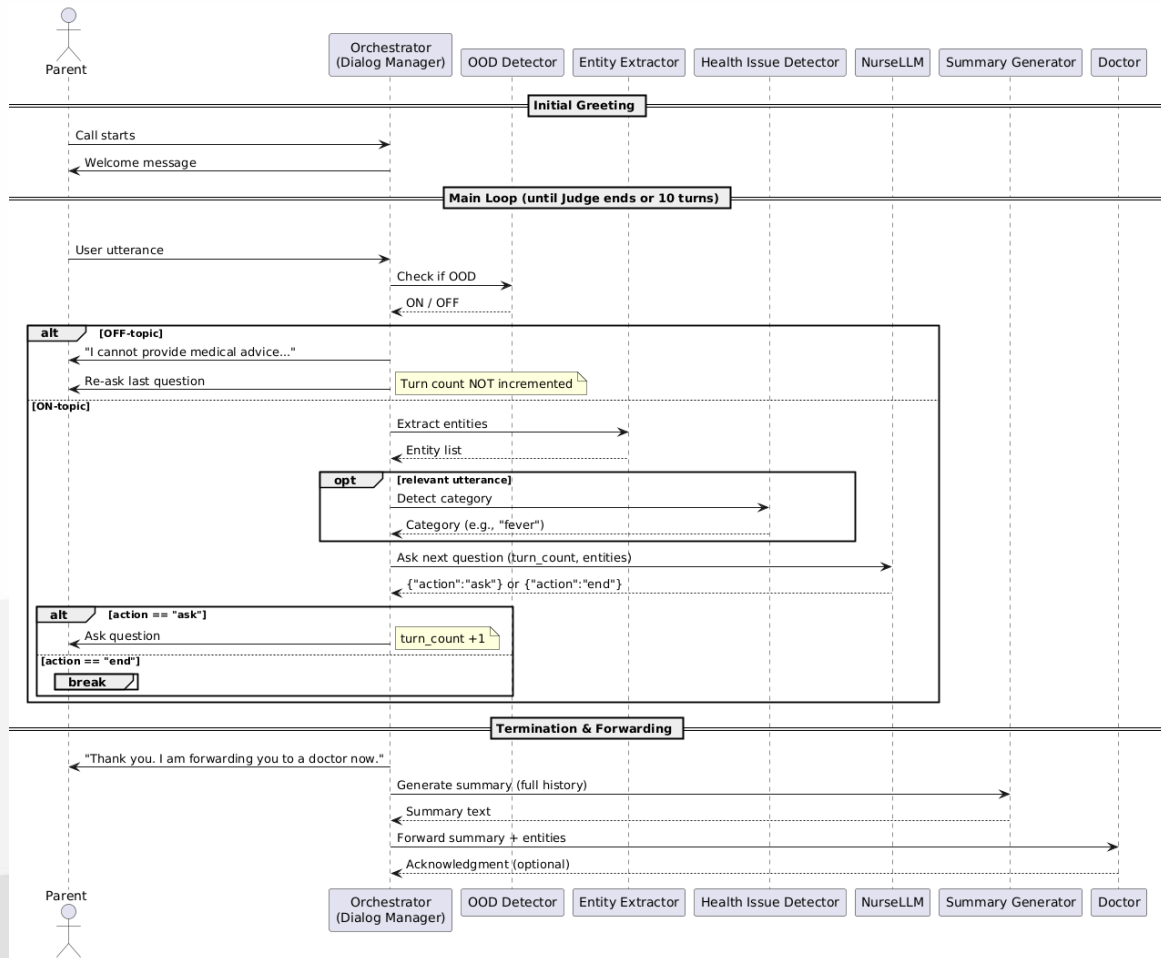 Parent
Orchestrator
(Dialog Manager)
OOD Detector
Entity Extractor
Health Issue Detector
NurseLLM
Summary Generator
Doctor
Initial Greeting
Call starts
Welcome message
Main Loop (until Judge ends or 10 turns)
User utterance
Check if OOD
ON / OFF
alt [OFF-topic]
"I cannot provide medical advice..."
Re-ask last question
Turn count NOT incremented
[ON-topic]
Extract entities
Entity list
opt [relevant utterance]
Detect category
Category (e.g., "fever")
Ask next question (turn_count, entities)
{"action":"ask"} or {"action":"end"}
alt [action == "ask"]
Ask question
turn_count +1
[action == "end"]
break
Termination & Forwarding
"Thank you. I am forwarding you to a doctor now."
Generate summary (full history)
Summary text
Forward summary + entities
Acknowledgment (optional)
Parent
Orchestrator
(Dialog Manager)
OOD Detector
Entity Extractor
Health Issue Detector
NurseLLM
Summary Generator
Doctor